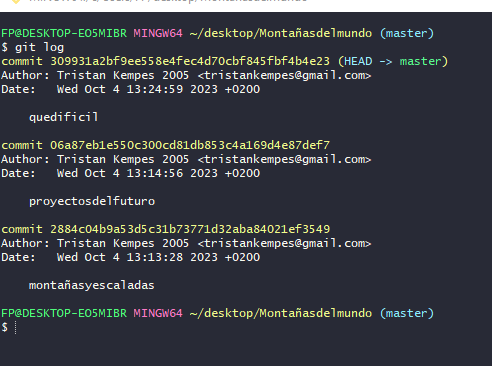 FP@DESKTOP-EO5MIBR MINGW64 ~/desktop/Montañasdelmundo (master)
$ git log
commit 309931a2bf9ee558e4fec4d70cbf845fbf4b4e23 (HEAD -> master)
Author: Tristan Kempes 2005 <tristankempes@gmail.com>
Date:   Wed Oct 4 13:24:59 2023 +0200
quedificil
commit 06a87eb1e550c300cd81db853c4a169d4e87def7
Author: Tristan Kempes 2005 <tristankempes@gmail.com>
Date:   Wed Oct 4 13:14:56 2023 +0200
proyectosdelfuturo
commit 2884c04b9a53d5c31b73771d32aba84021ef3549
Author: Tristan Kempes 2005 <tristankempes@gmail.com>
Date:   Wed Oct 4 13:13:28 2023 +0200
montañasyescaladas
FP@DESKTOP-EO5MIBR MINGW64 ~/desktop/Montañasdelmundo (master)
$